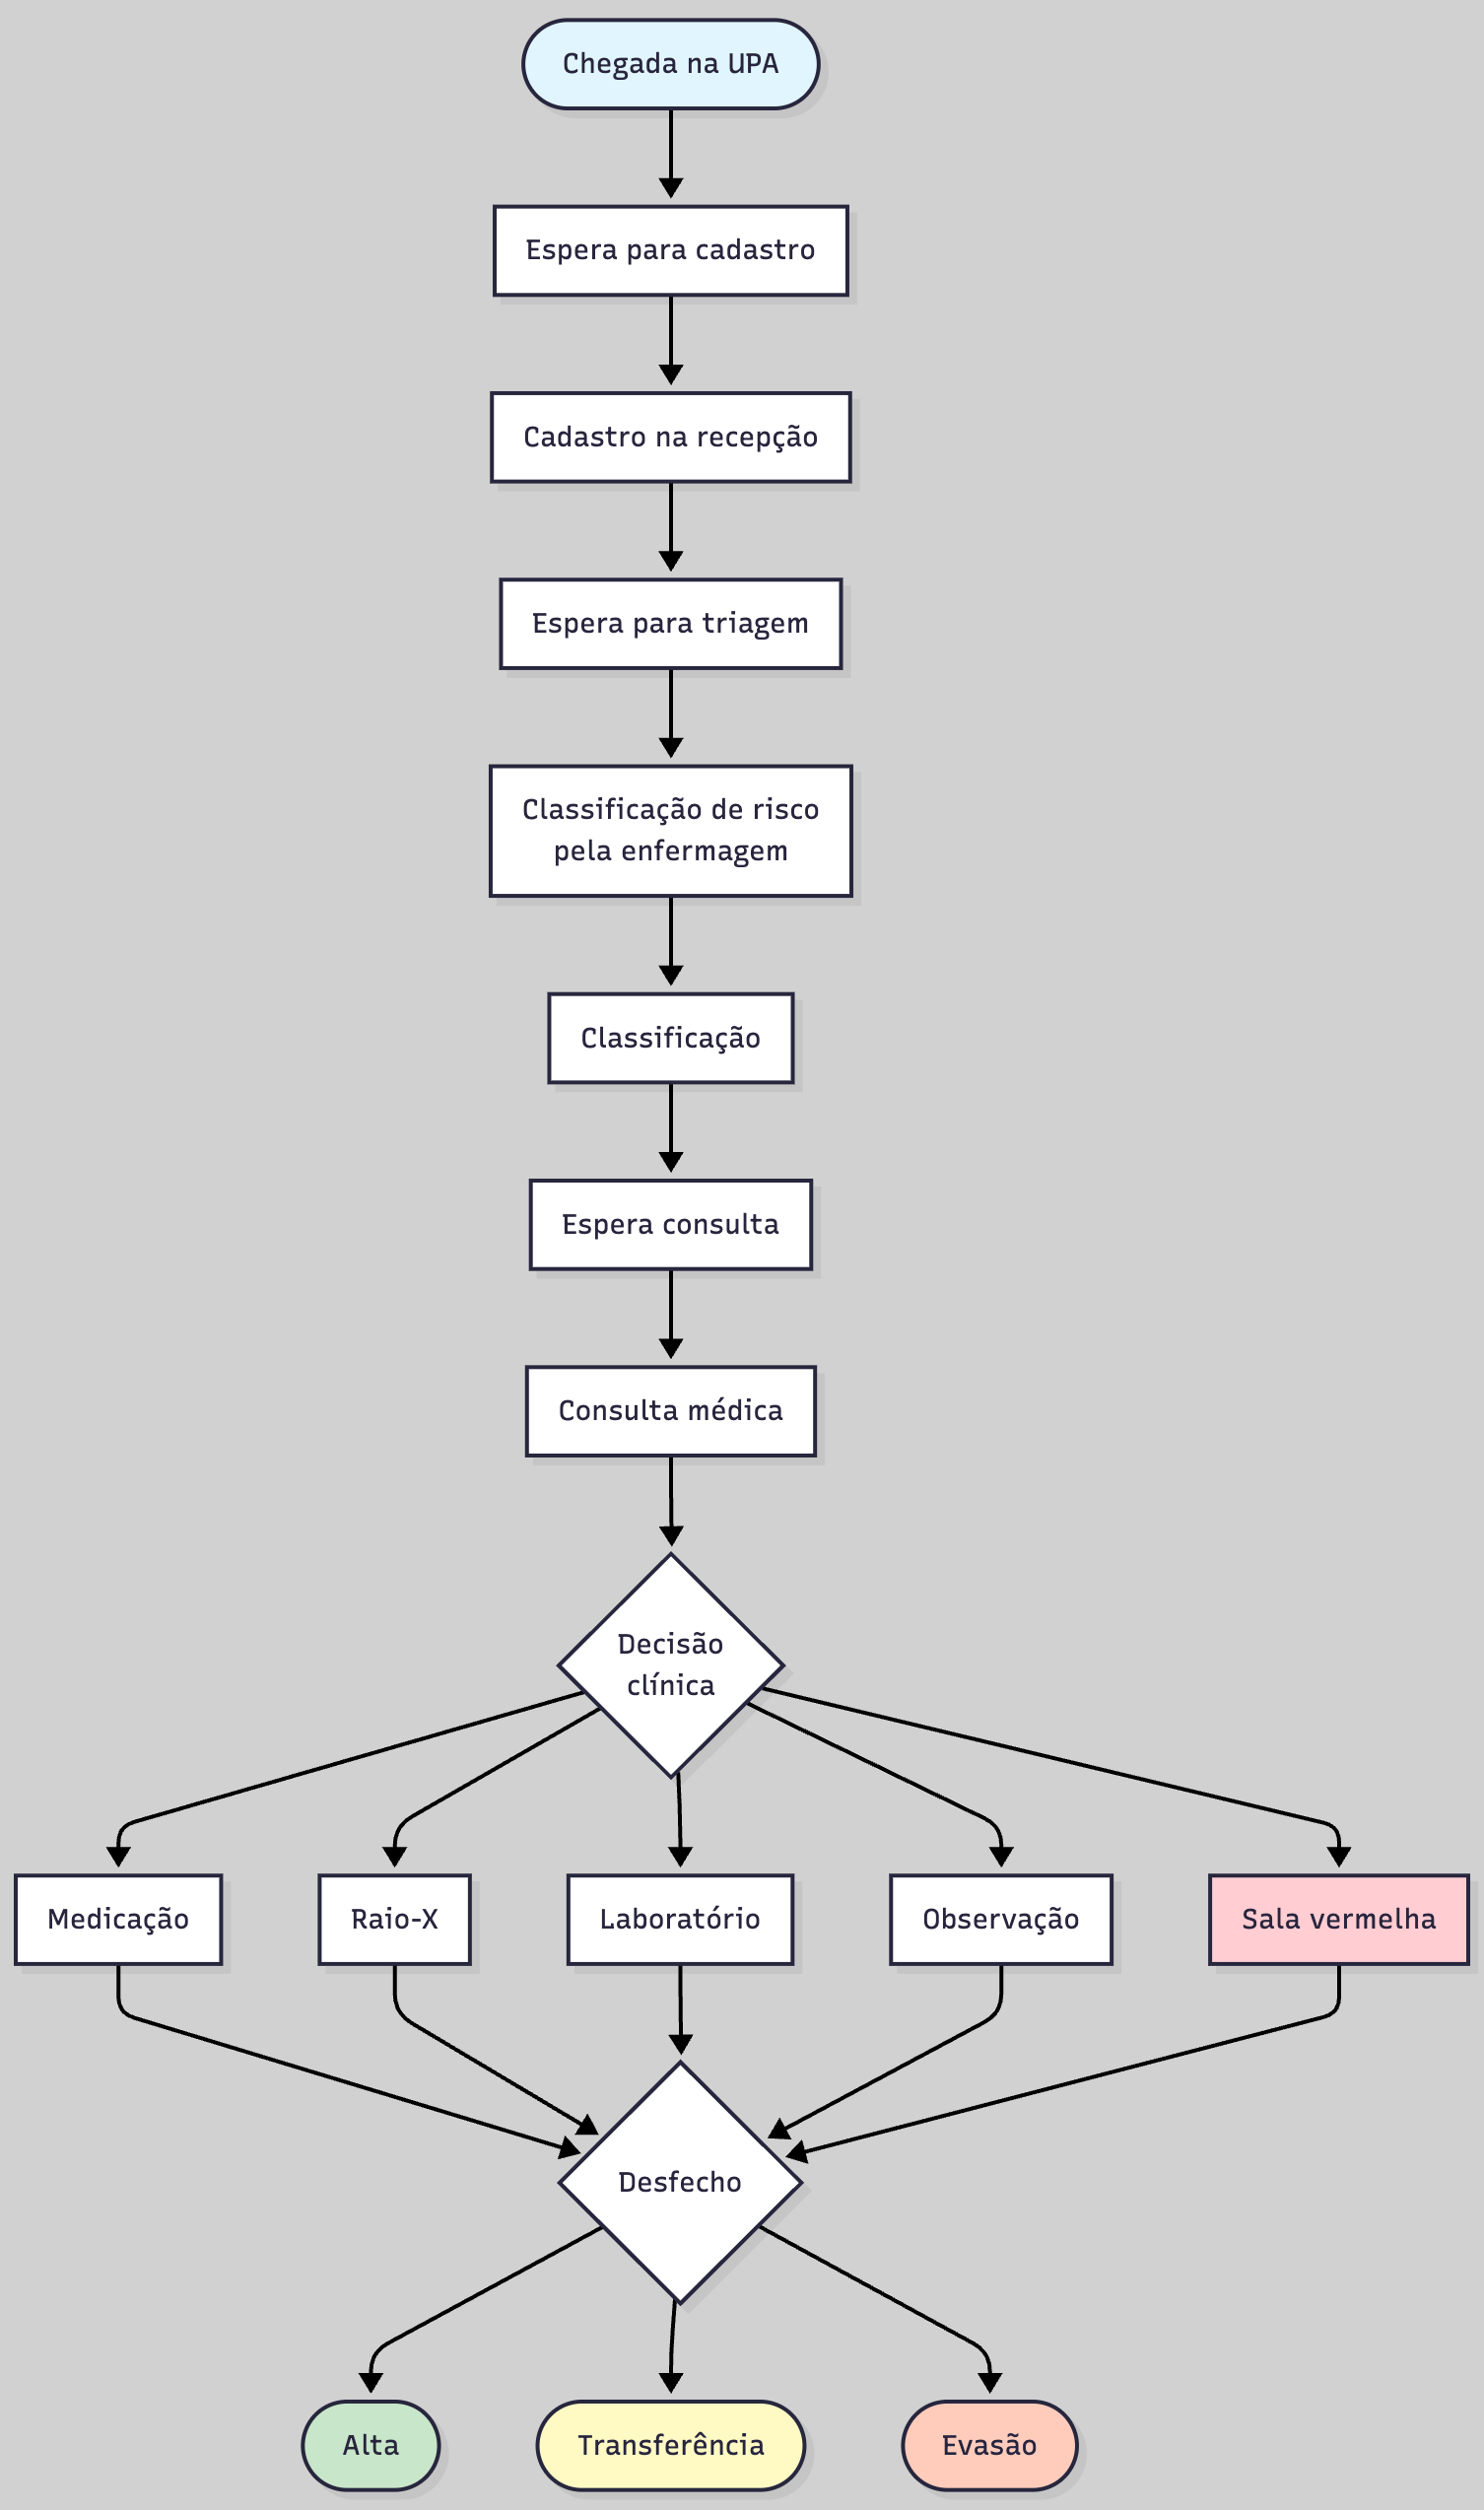 Chegada na UPA
Espera para cadastro
Cadastro na recepção
Espera para triagem
Classificação de risco
pela enfermagem
Classificação
Espera consulta
Consulta médica
Decisão
clínica
Medicação
Raio-X
Laboratório
Observação
Sala vermelha
Desfecho
Alta
Transferência
Evasão